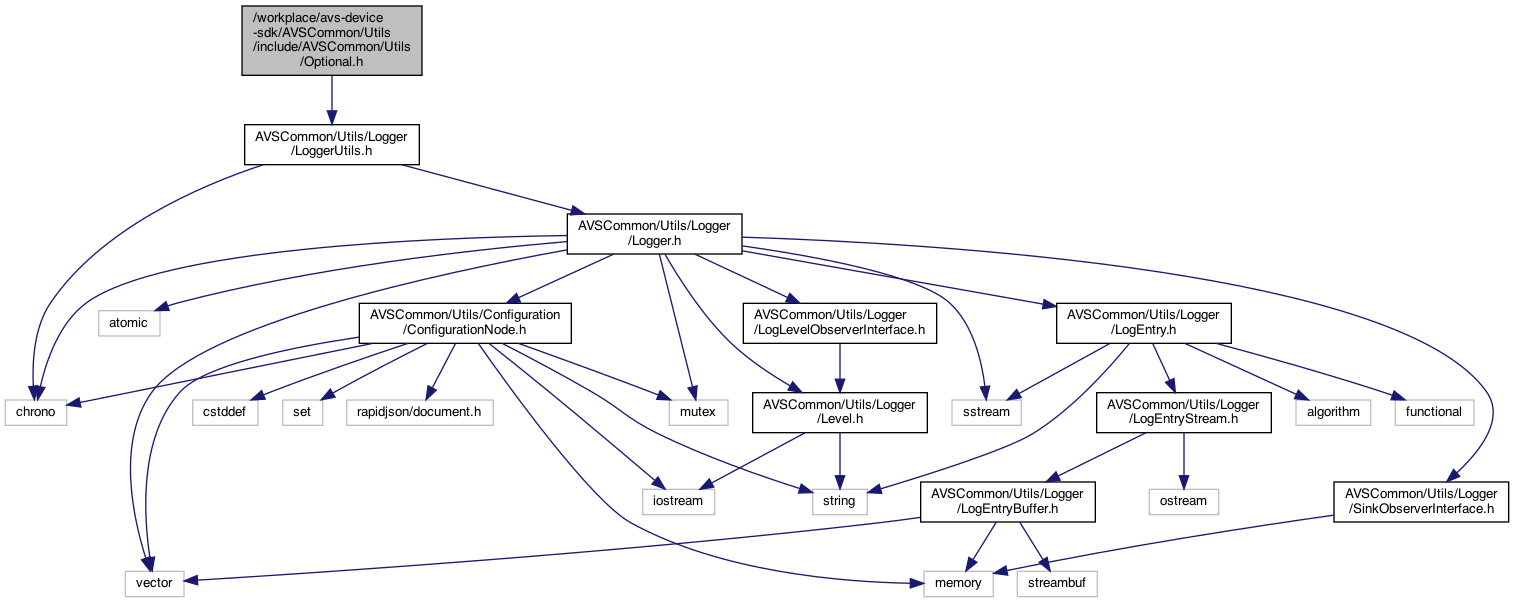 /workplace/avs-device
-sdk/AVSCommon/Utils
/include/AVSCommon/Utils
/Optional.h
AVSCommon/Utils/Logger
/LoggerUtils.h
AVSCommon/Utils/Logger
/Logger.h
atomic
AVSCommon/Utils/Configuration
/ConfigurationNode.h
AVSCommon/Utils/Logger
/LogLevelObserverInterface.h
AVSCommon/Utils/Logger
/LogEntry.h
chrono
cstddef
set
rapidjson/document.h
mutex
AVSCommon/Utils/Logger
/Level.h
sstream
AVSCommon/Utils/Logger
/LogEntryStream.h
algorithm
functional
iostream
string
AVSCommon/Utils/Logger
/LogEntryBuffer.h
ostream
AVSCommon/Utils/Logger
/SinkObserverInterface.h
vector
memory
streambuf